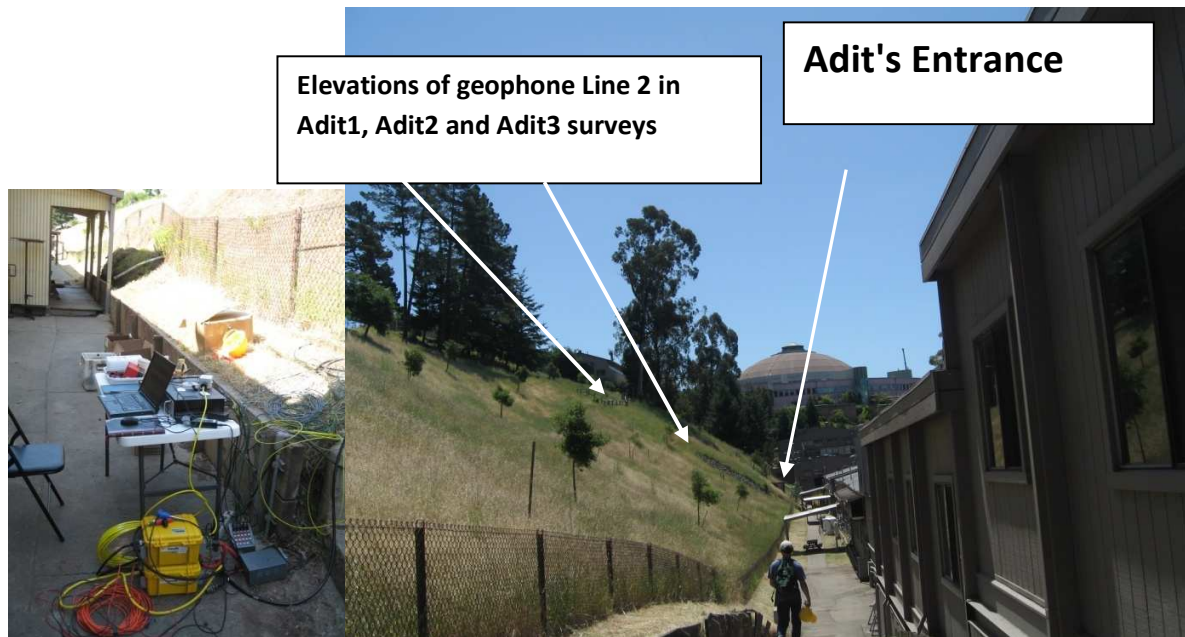 Elevations of geophone Line 2 in
Adit1, Adit2 and Adit3 surveys
Adit's Entrance